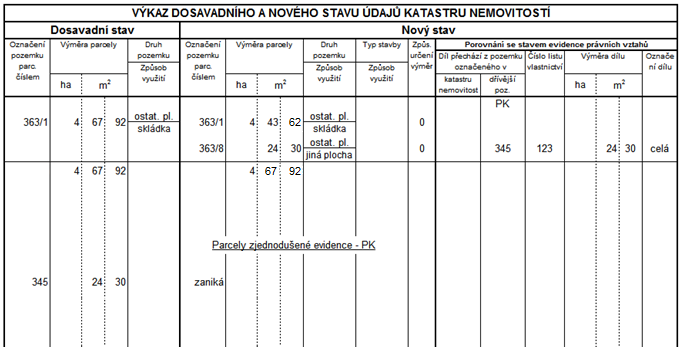 VÝKAZ DOSAVADNÍHO A NOVÉHO STAVU ÚDAJŮ KATASTRU NEMOVITOSTÍ
Dosavadní stav Nový stav
Označení pozemku parc. číslem
Výměra parcely
ha m²
Druh pozemku
Způsob využití
Označení pozemku parc. číslem
Výměra parcely
ha m²
Druh pozemku
Způsob využití
Typ stavby
Způsob využití
Způs. určení výměr
Porovnání se stavem evidence právních vztahů
Díl přechází z pozemku označeného v
katastru nemovitost
dřívější poz.
Číslo listu vlastnictví
Výměra dílu
ha m²
Označení dílu
PK
363/1 4 67 92 ostat. pl. skládka 363/1 4 43 62 ostat. pl. skládka 0
363/8 24 30 ostat. pl. jiná plocha 0 345 123 24 30 celá
4 67 92 4 67 92
Parcely zjednodušené evidence - PK
345 24 30 zaniká